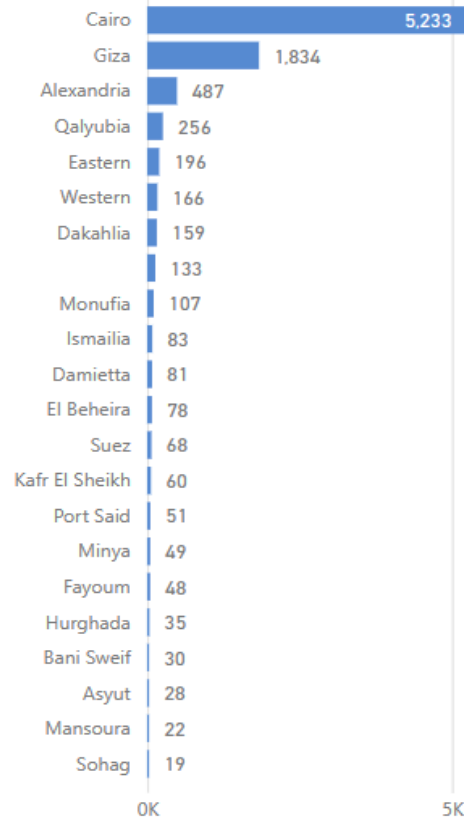 Cairo 5,233
Giza 1,834
Alexandria 487
Qalyubia 256
Eastern 196
Western 166
Dakahlia 159
133
Monufia 107
Ismailia 83
Damietta 81
El Beheira 78
Suez 68
Kafr El Sheikh 60
Port Said 51
Minya 49
Fayoum 48
Hurghada 35
Bani Sweif 30
Asyut 28
Mansoura 22
Sohag 19
0K 5K